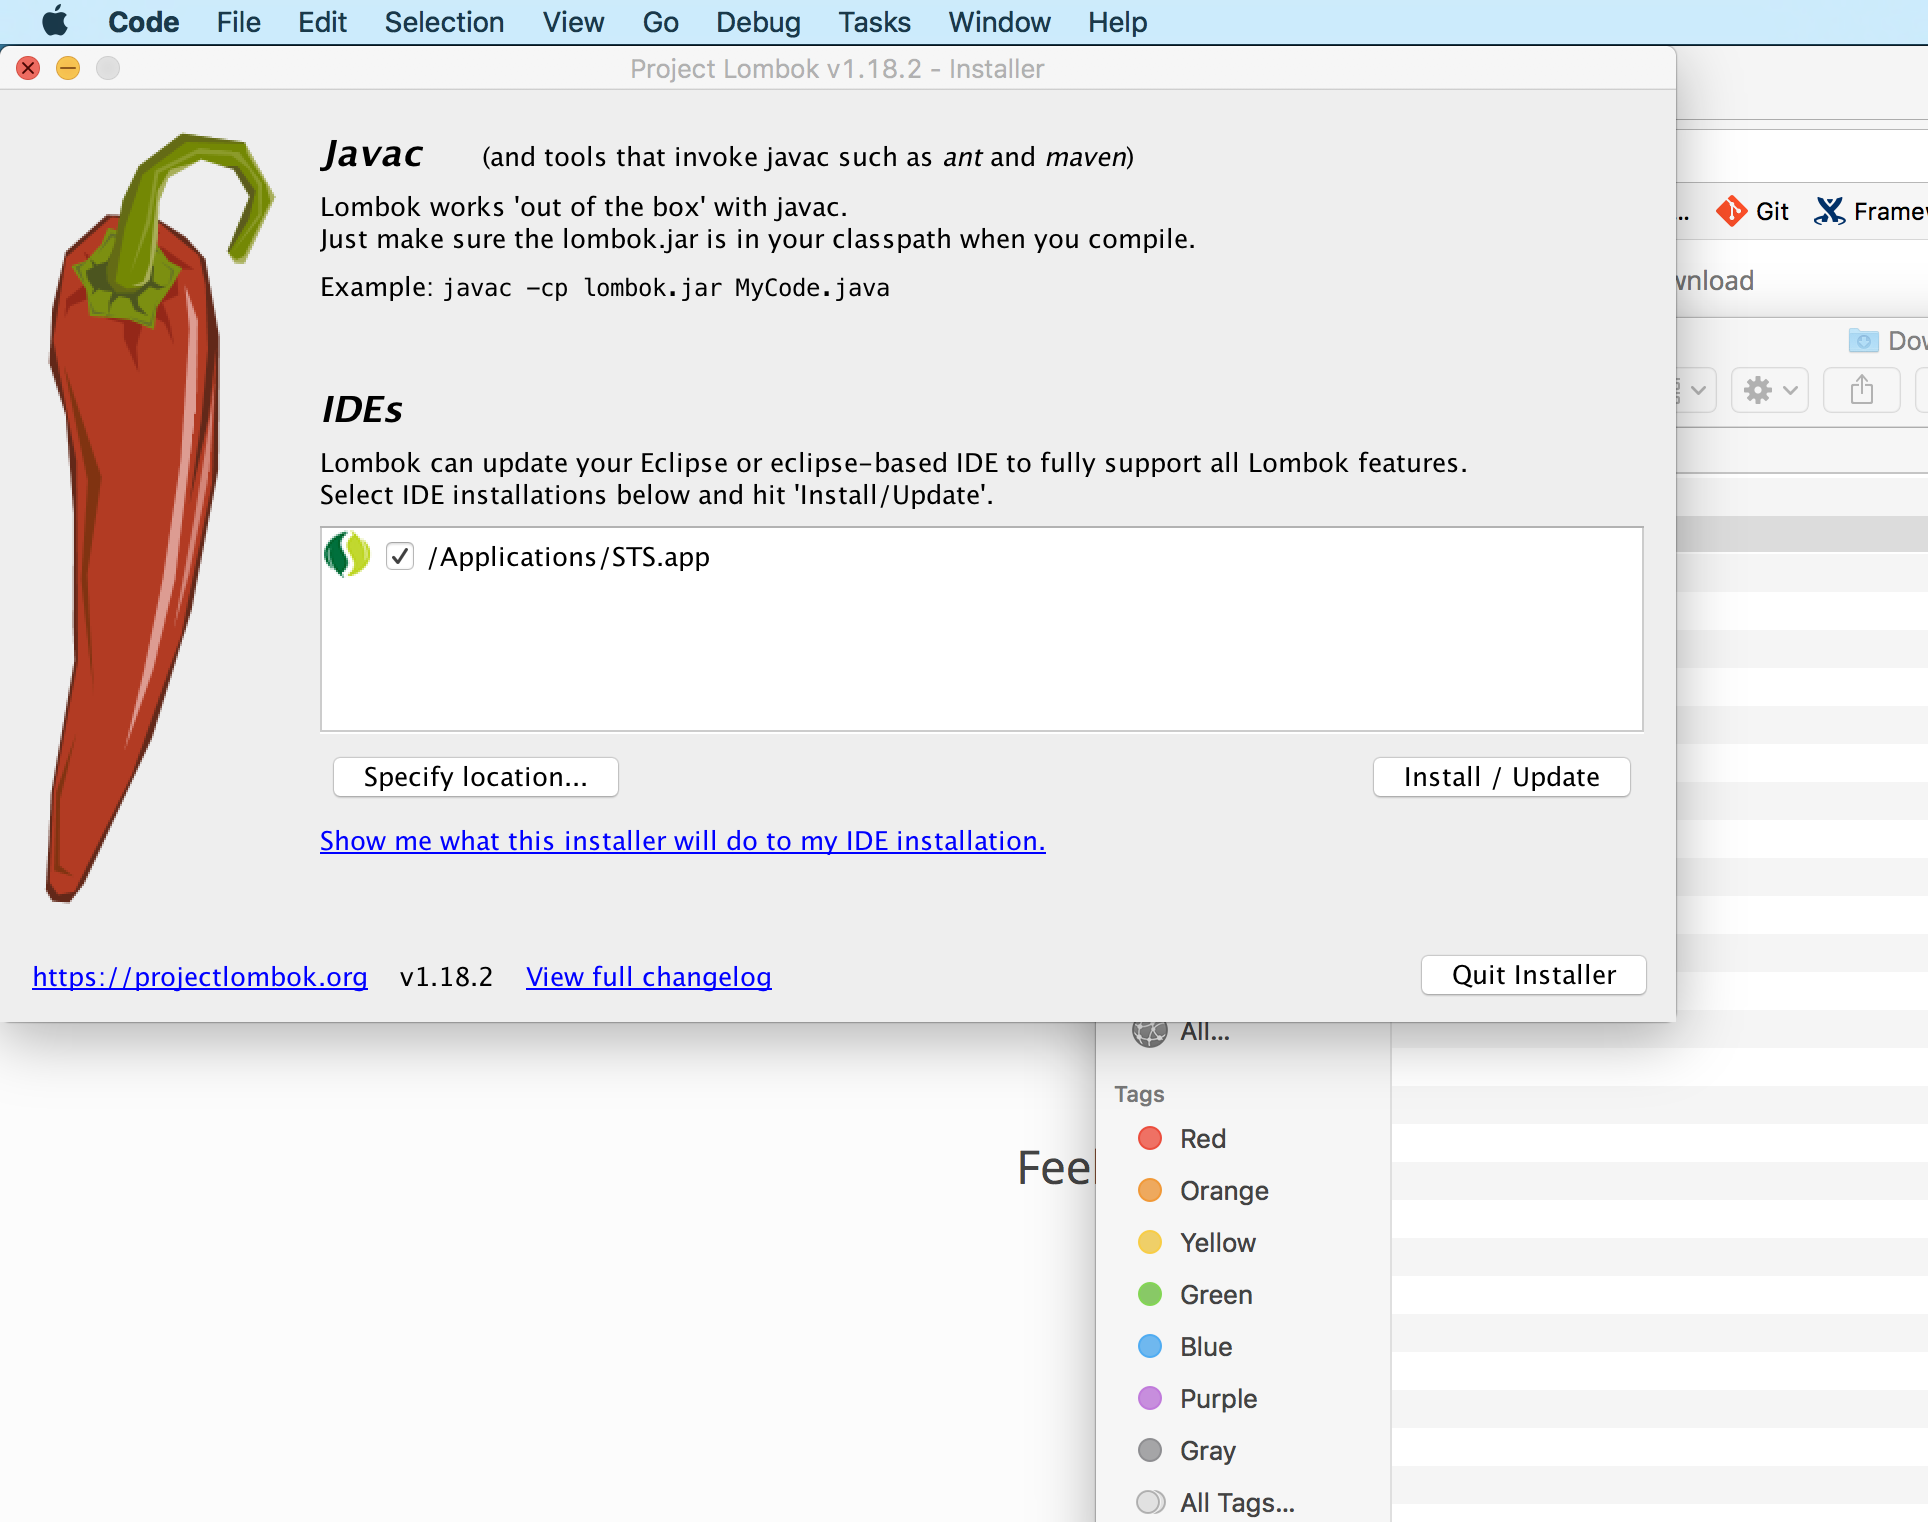 Code File Edit Selection View Go Debug Tasks Window Help
Project Lombok v1.18.2 - Installer
Javac (and tools that invoke javac such as ant and maven)
Lombok works 'out of the box' with javac.
Just make sure the lombok.jar is in your classpath when you compile.
Example: javac -cp lombok.jar MyCode.java
IDEs
Lombok can update your Eclipse or eclipse-based IDE to fully support all Lombok features.
Select IDE installations below and hit 'Install/Update'.
/Applications/STS.app
Specify location...
Install / Update
Show me what this installer will do to my IDE installation.
https://projectlombok.org v1.18.2 View full changelog
Quit Installer
Git
All...
Tags
Red
Orange
Yellow
Green
Blue
Purple
Gray
All Tags...